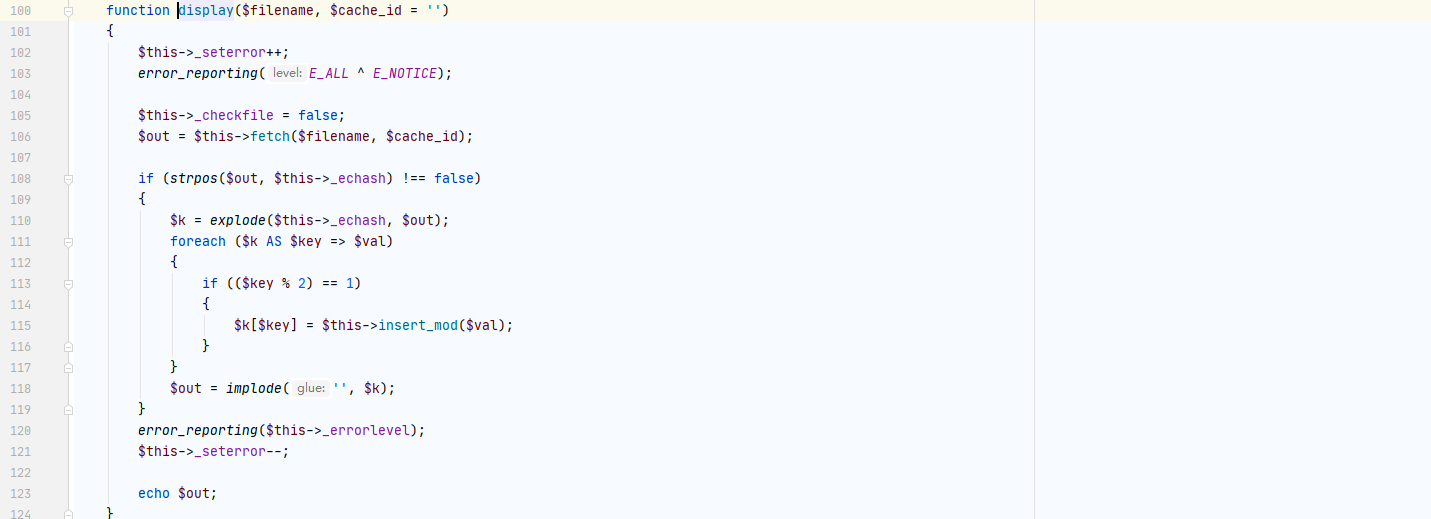 100 function display($filename, $cache_id = '')
101 {
102 $this->_seterror++;
103 error_reporting( level: E_ALL ^ E_NOTICE);
104
105 $this->_checkfile = false;
106 $out = $this->fetch($filename, $cache_id);
107
108 if (strpos($out, $this->_echash) !== false)
109 {
110 $k = explode($this->_echash, $out);
111 foreach ($k AS $key => $val)
112 {
113 if (($key % 2) == 1)
114 {
115 $k[$key] = $this->insert_mod($val);
116 }
117 }
118 $out = implode( glue: '', $k);
119 }
120 error_reporting($this->_errorlevel);
121 $this->_seterror--;
122
123 echo $out;
124 }